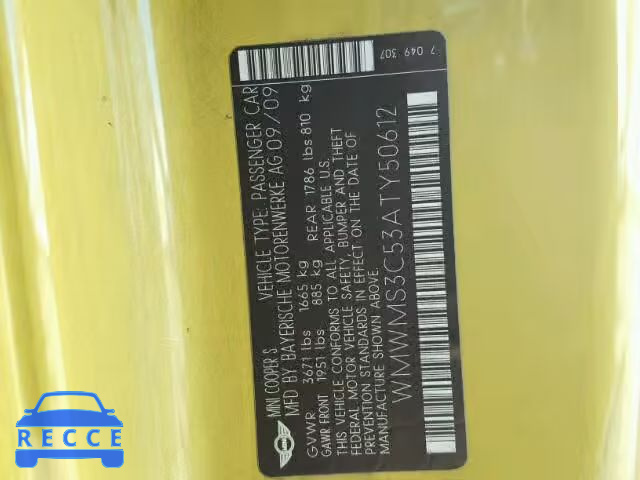 MINI COOPER S
VEHICLE TYPE: PASSENGER CAR
MFD BY BAYERISCHE MOTORENWERKE AG 09/09
GVWR: 3671 lbs 1665 kg
GAWR FRONT 1951 lbs 885 kg REAR 1786 lbs 810 kg
THIS VEHICLE CONFORMS TO ALL APPLICABLE U.S.
FEDERAL MOTOR VEHICLE SAFETY, BUMPER AND THEFT
PREVENTION STANDARDS IN EFFECT ON THE DATE OF
MANUFACTURE SHOWN ABOVE.
WMWMS3C53ATY50612
7 049 307
RECCE